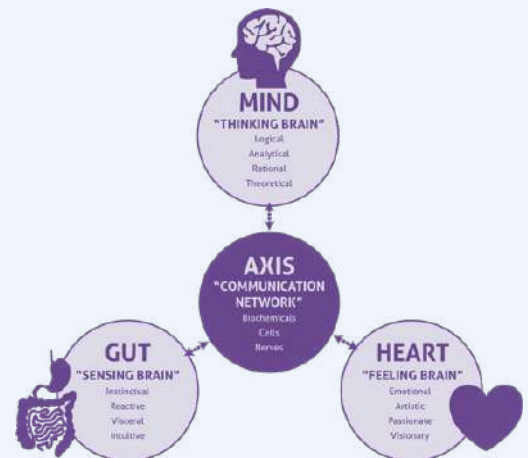 MIND
"THINKING BRAIN"
Logical
Analytical
Rational
Theoretical
AXIS
"COMMUNICATION
NETWORK"
Biochemicals
Cells
Nerves
GUT
"SENSING BRAIN"
Instinctual
Reactive
Visceral
Intuitive
HEART
"FEELING BRAIN"
Emotional
Artistic
Passionate
Visionary